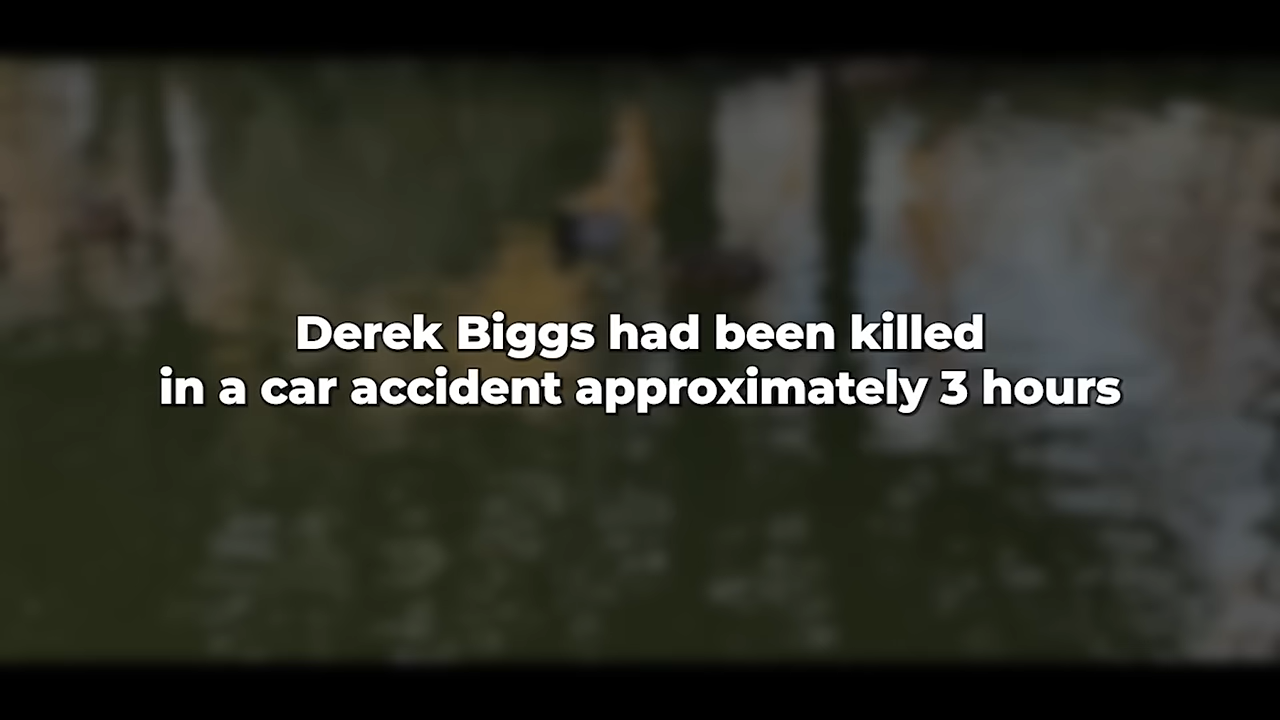 Derek Biggs had been killed
in a car accident approximately 3 hours